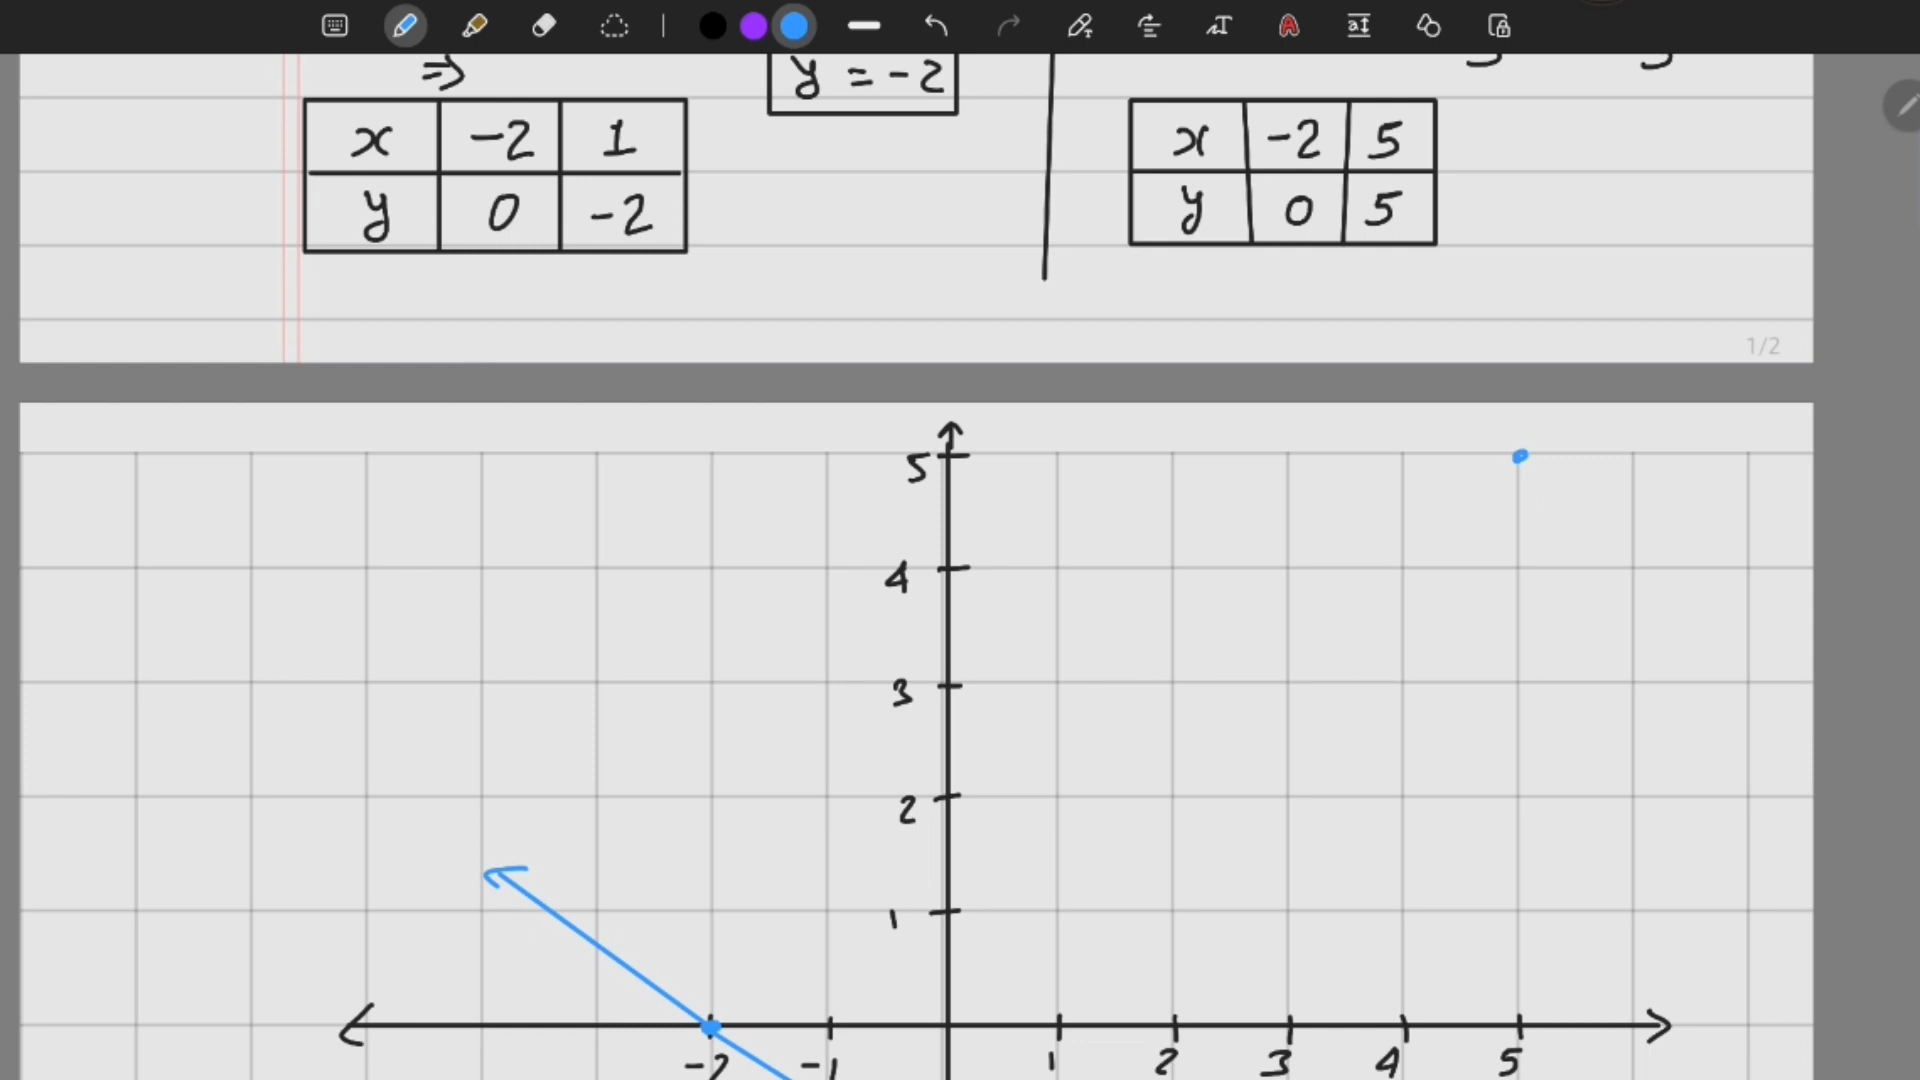 ⇒
y = -2
x -2 1
y 0 -2
x -2 5
y 0 5
1/2
5
4
3
2
1
-2 -1 1 2 3 4 5